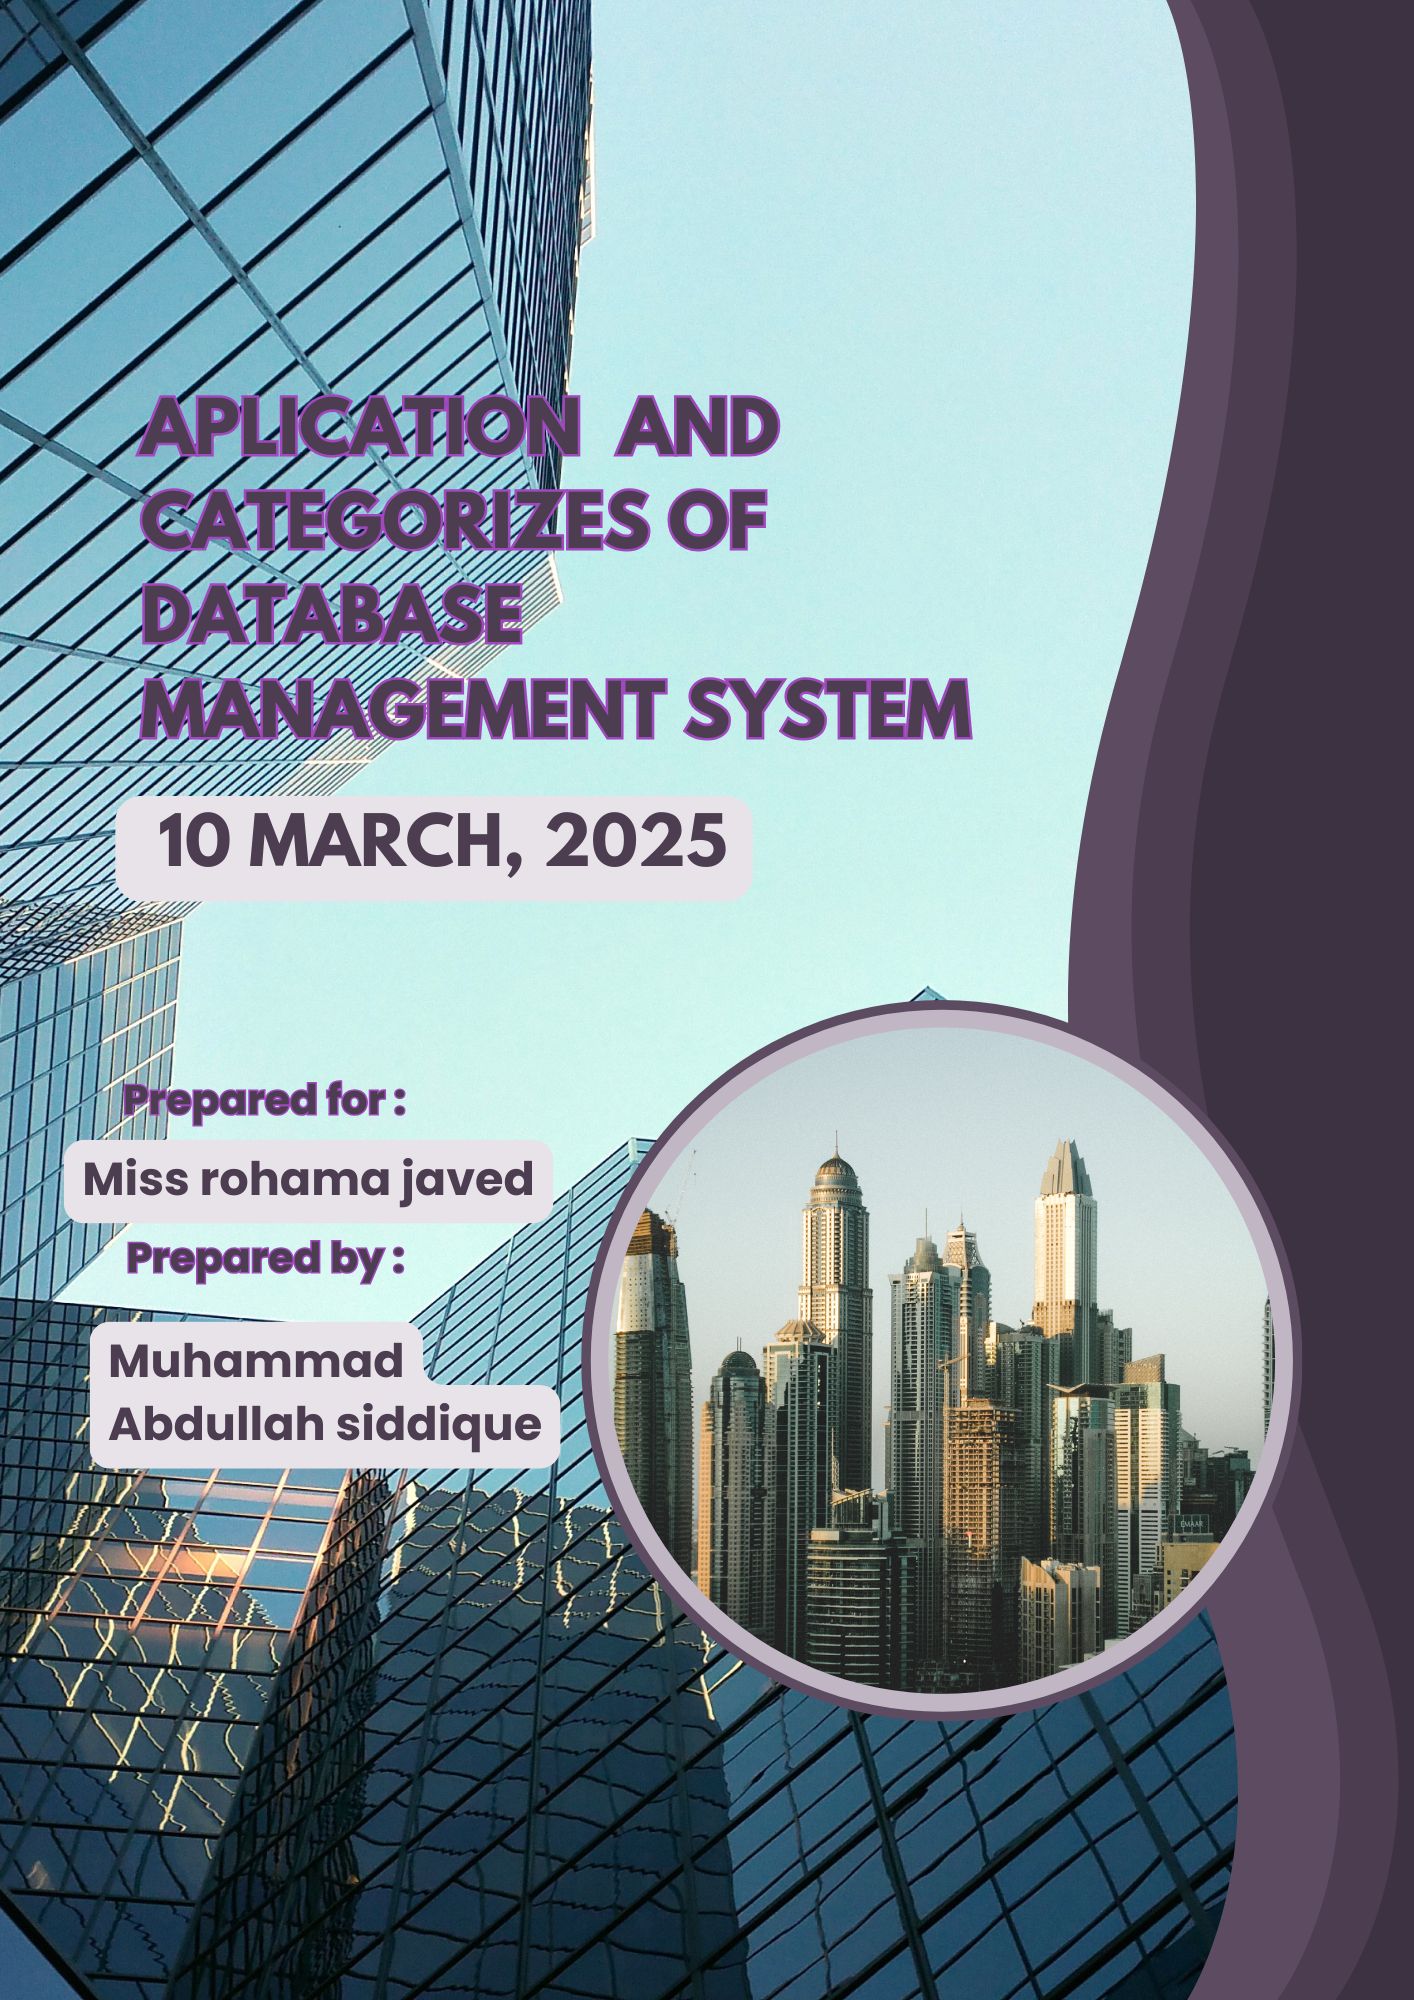 APLICATION AND
CATEGORIZES OF
DATABASE
MANAGEMENT SYSTEM
10 MARCH, 2025
Prepared for :
Miss rohama javed
Prepared by :
Muhammad
Abdullah siddique
EMAAR